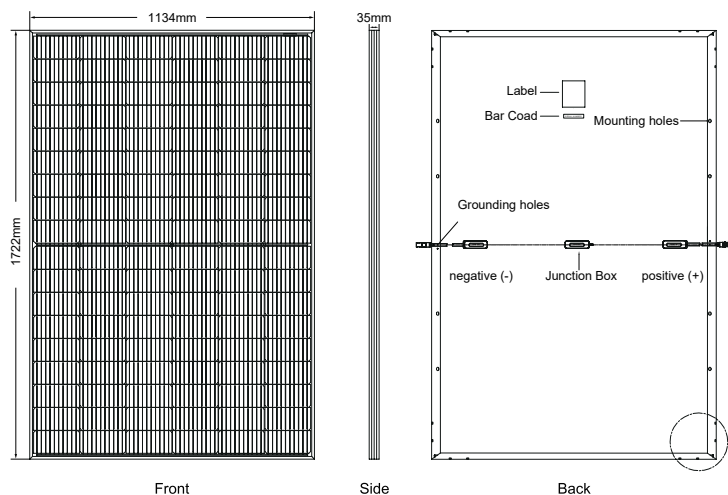 1134mm
35mm
1722mm
Label
Bar Coad
Mounting holes
Grounding holes
negative (-)
Junction Box
positive (+)
Front
Side
Back